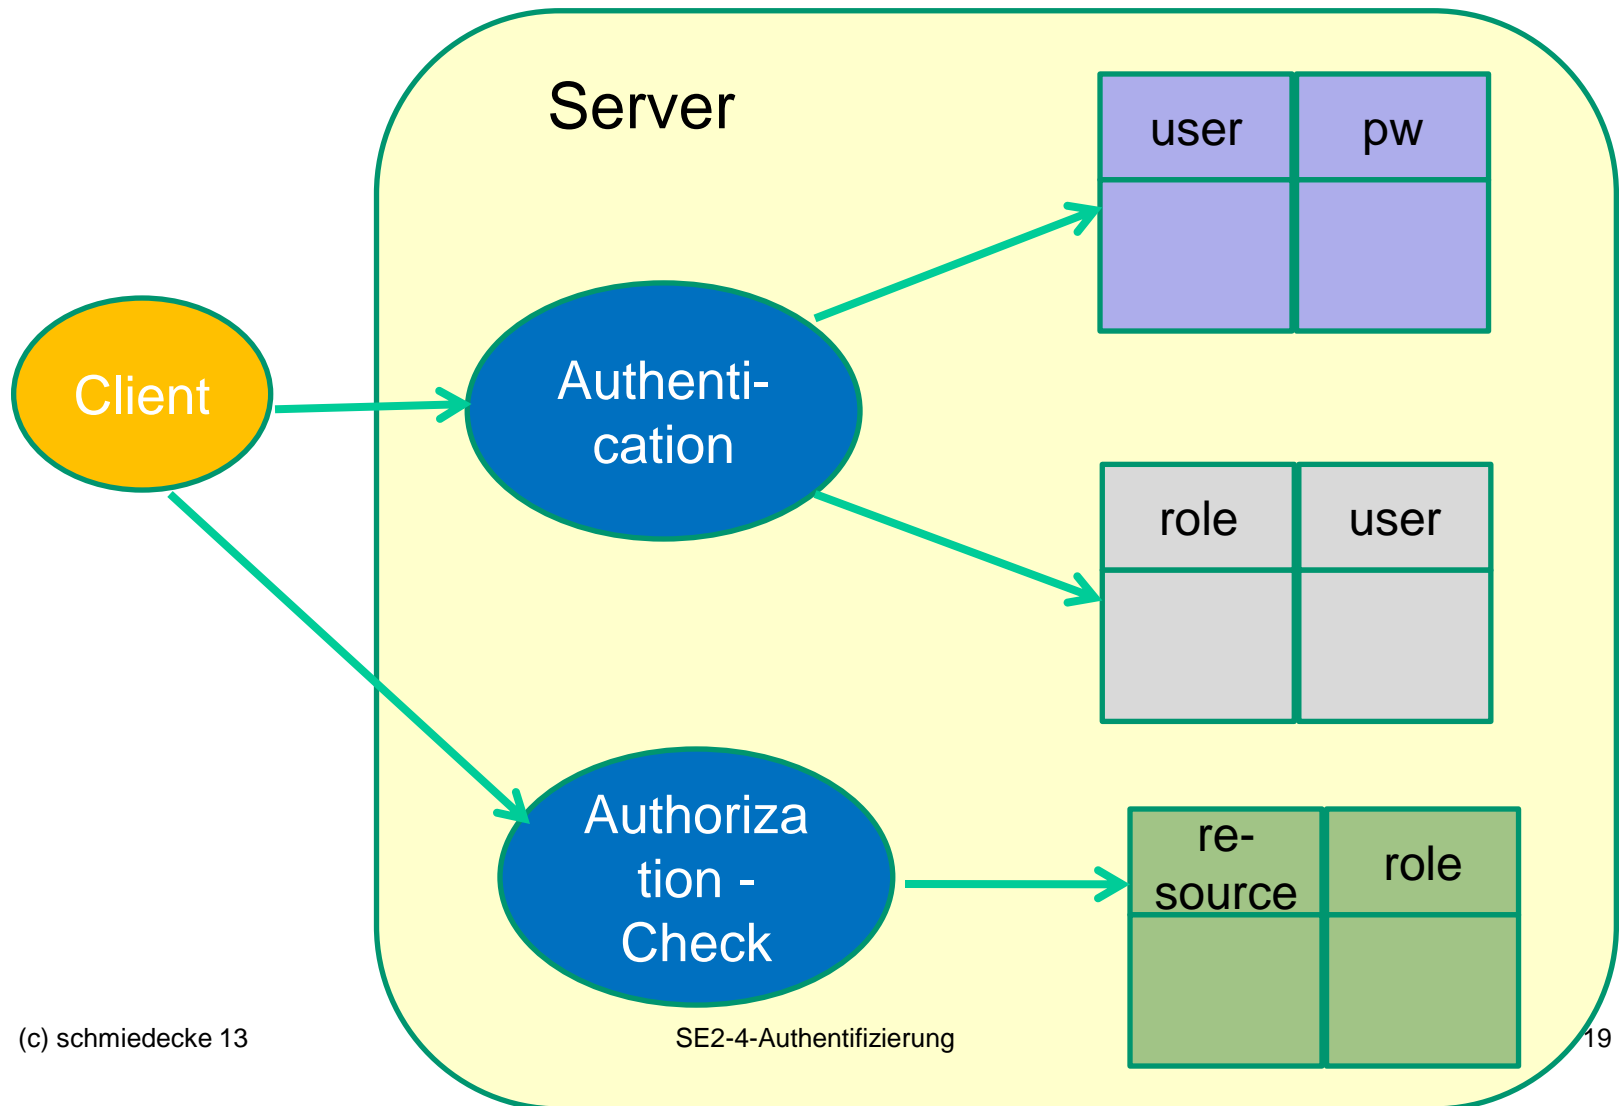 Server
user
pw
Client
Authenti-
cation
role
user
Authoriza
tion -
Check
re-
source
role
(c) schmiedecke 13
SE2-4-Authentifizierung
19